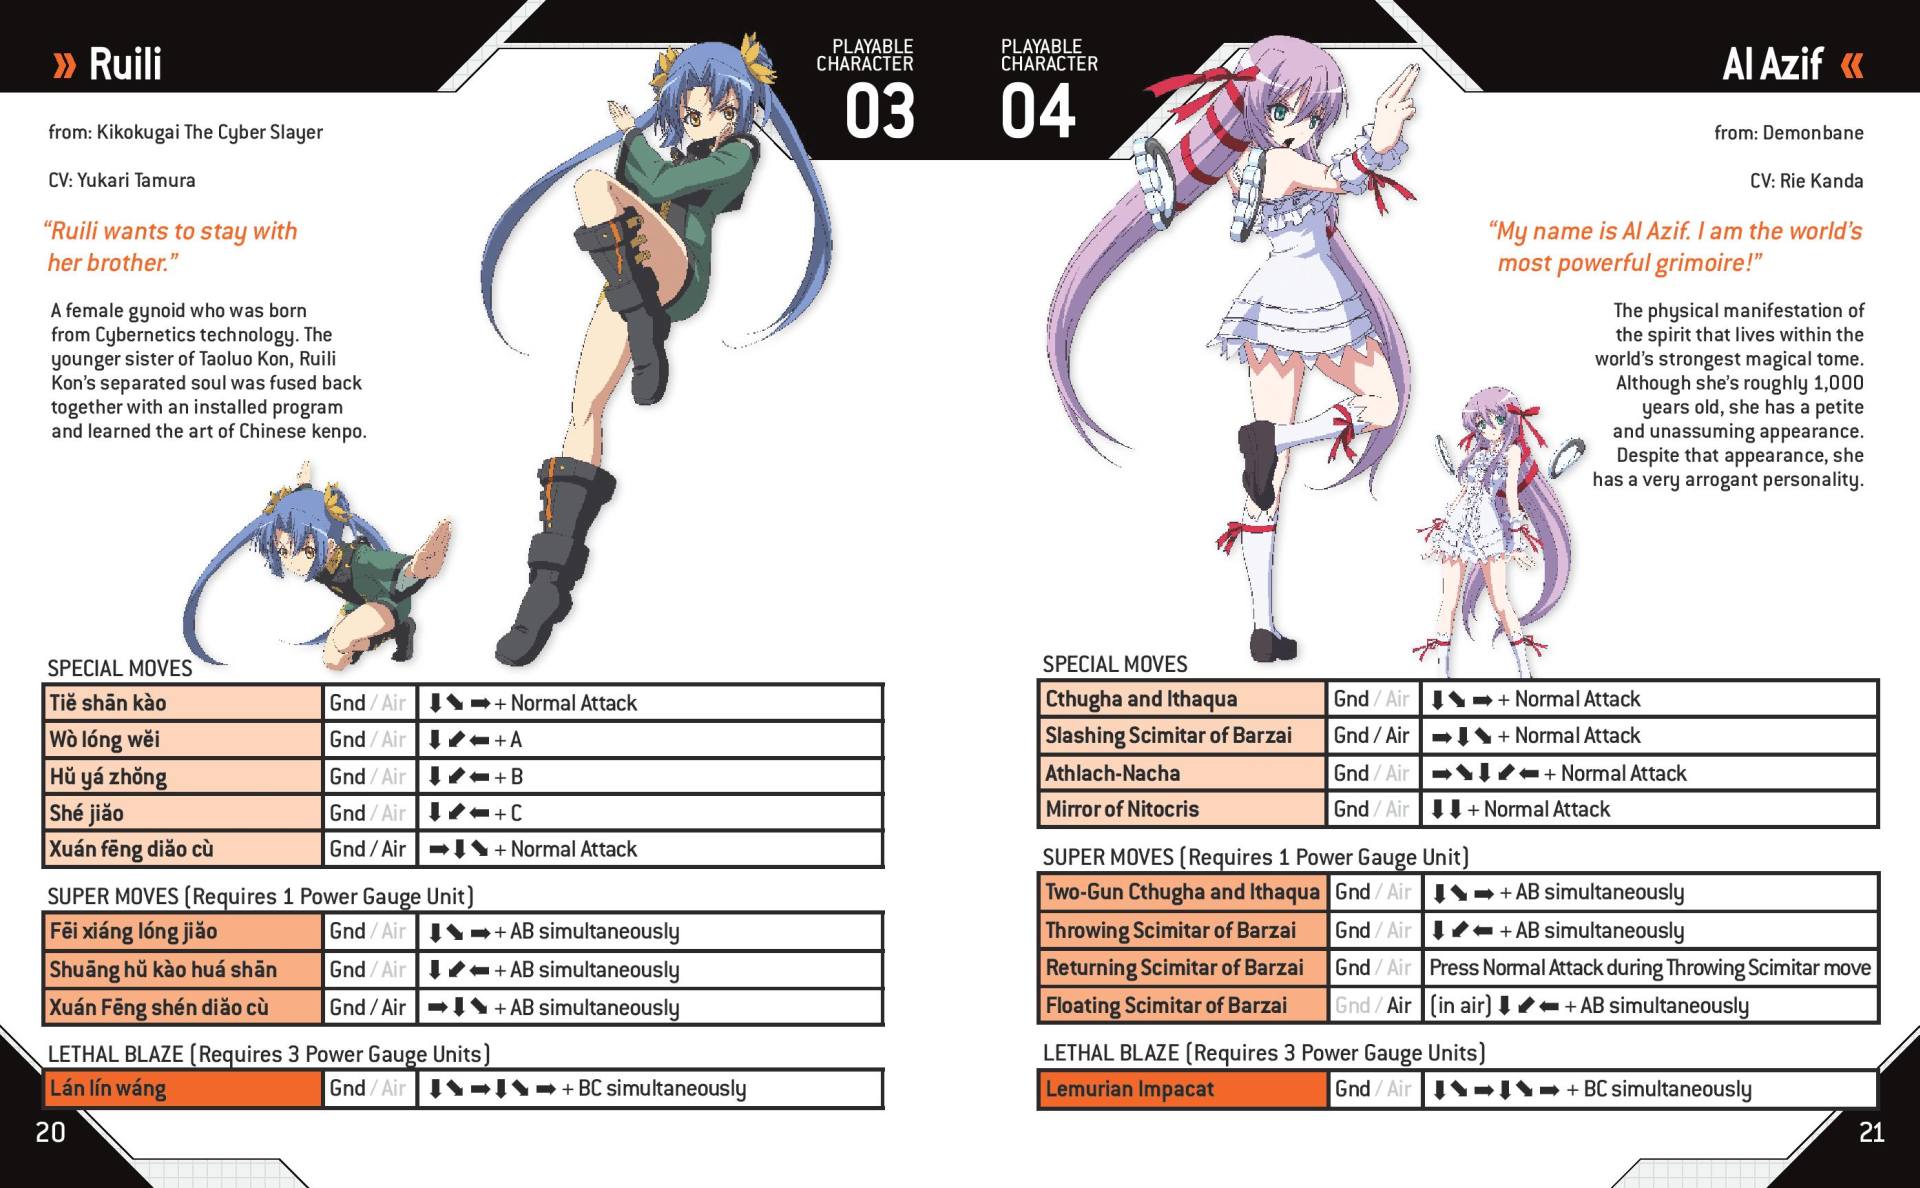 » Ruili
PLAYABLE
CHARACTER
03
from: Kikokugai The Cyber Slayer
CV: Yukari Tamura
“Ruili wants to stay with
her brother.”
A female gynoid who was born
from Cybernetics technology. The
younger sister of Taoluo Kon, Ruili
Kon's separated soul was fused back
together with an installed program
and learned the art of Chinese kenpo.
SPECIAL MOVES
Tiĕ shān kào Gnd / Air ⬇⬊➡ + Normal Attack
Wò lóng wĕi Gnd / Air ⬇⬋⬅ + A
Hŭ yá zhŏng Gnd / Air ⬇⬋⬅ + B
Shé jiăo Gnd / Air ⬇⬋⬅ + C
Xuán fēng diăo cù Gnd / Air ➡⬇⬊ + Normal Attack
SUPER MOVES (Requires 1 Power Gauge Unit)
Fēi xiáng lóng jiăo Gnd / Air ⬇⬊➡ + AB simultaneously
Shuāng hŭ kào huá shān Gnd / Air ⬇⬋⬅ + AB simultaneously
Xuán Fēng shén diăo cù Gnd / Air ➡⬇⬊ + AB simultaneously
LETHAL BLAZE (Requires 3 Power Gauge Units)
Lán lín wáng Gnd / Air ⬇⬊➡⬇⬊➡ + BC simultaneously
20
PLAYABLE
CHARACTER
04
Al Azif «
from: Demonbane
CV: Rie Kanda
“My name is Al Azif. I am the world's
most powerful grimoire!”
The physical manifestation of
the spirit that lives within the
world's strongest magical tome.
Although she's roughly 1,000
years old, she has a petite
and unassuming appearance.
Despite that appearance, she
has a very arrogant personality.
SPECIAL MOVES
Cthugha and Ithaqua Gnd / Air ⬇⬊➡ + Normal Attack
Slashing Scimitar of Barzai Gnd / Air ➡⬇⬊ + Normal Attack
Athlach-Nacha Gnd / Air ➡⬊⬇⬋⬅ + Normal Attack
Mirror of Nitocris Gnd / Air ⬇⬇ + Normal Attack
SUPER MOVES (Requires 1 Power Gauge Unit)
Two-Gun Cthugha and Ithaqua Gnd / Air ⬇⬊➡ + AB simultaneously
Throwing Scimitar of Barzai Gnd / Air ⬇⬋⬅ + AB simultaneously
Returning Scimitar of Barzai Gnd / Air Press Normal Attack during Throwing Scimitar move
Floating Scimitar of Barzai Gnd / Air (in air) ⬇⬋⬅ + AB simultaneously
LETHAL BLAZE (Requires 3 Power Gauge Units)
Lemurian Impacat Gnd / Air ⬇⬊➡⬇⬊➡ + BC simultaneously
21